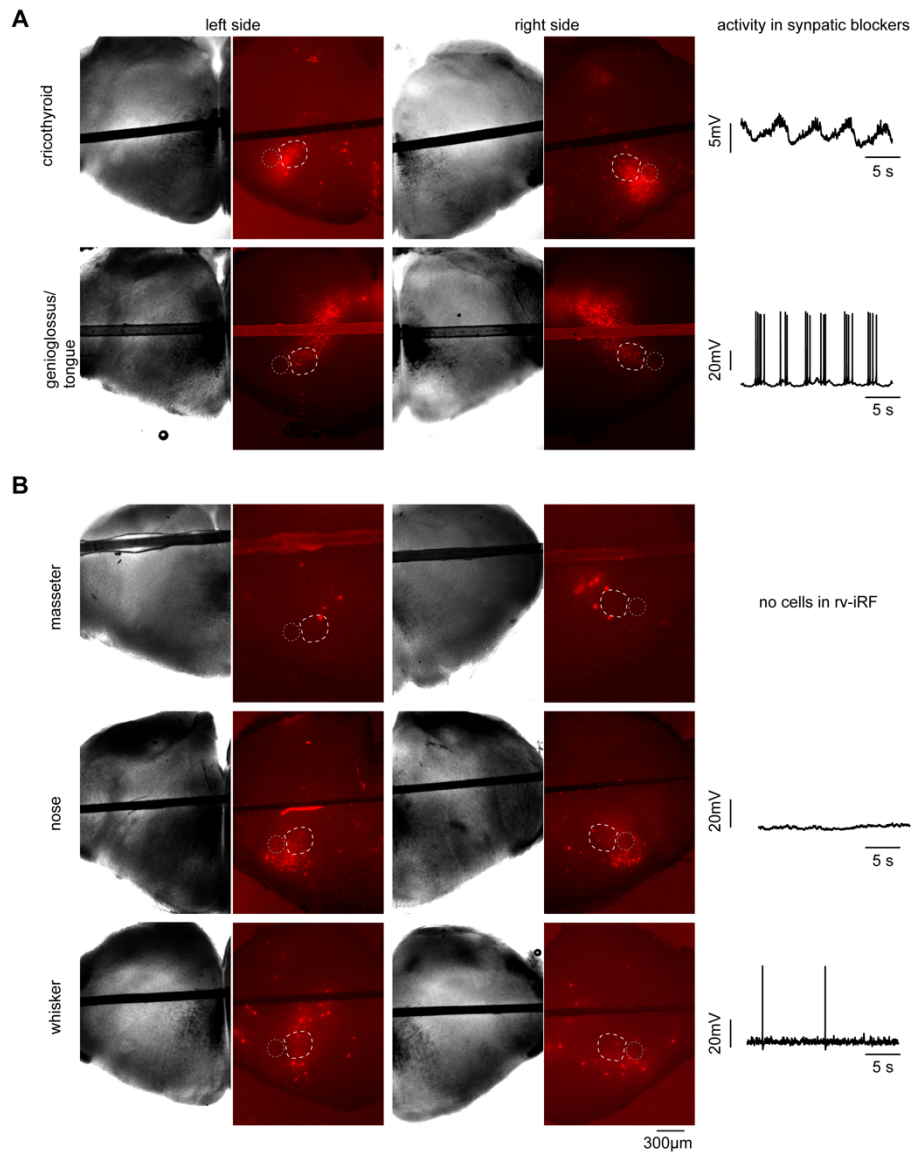 A
left side
right side
activity in synpatic blockers
cricothyroid
5mV
5 s
genioglossus/
tongue
20mV
5 s
B
masseter
no cells in rv-iRF
nose
20mV
5 s
whisker
20mV
5 s
300µm